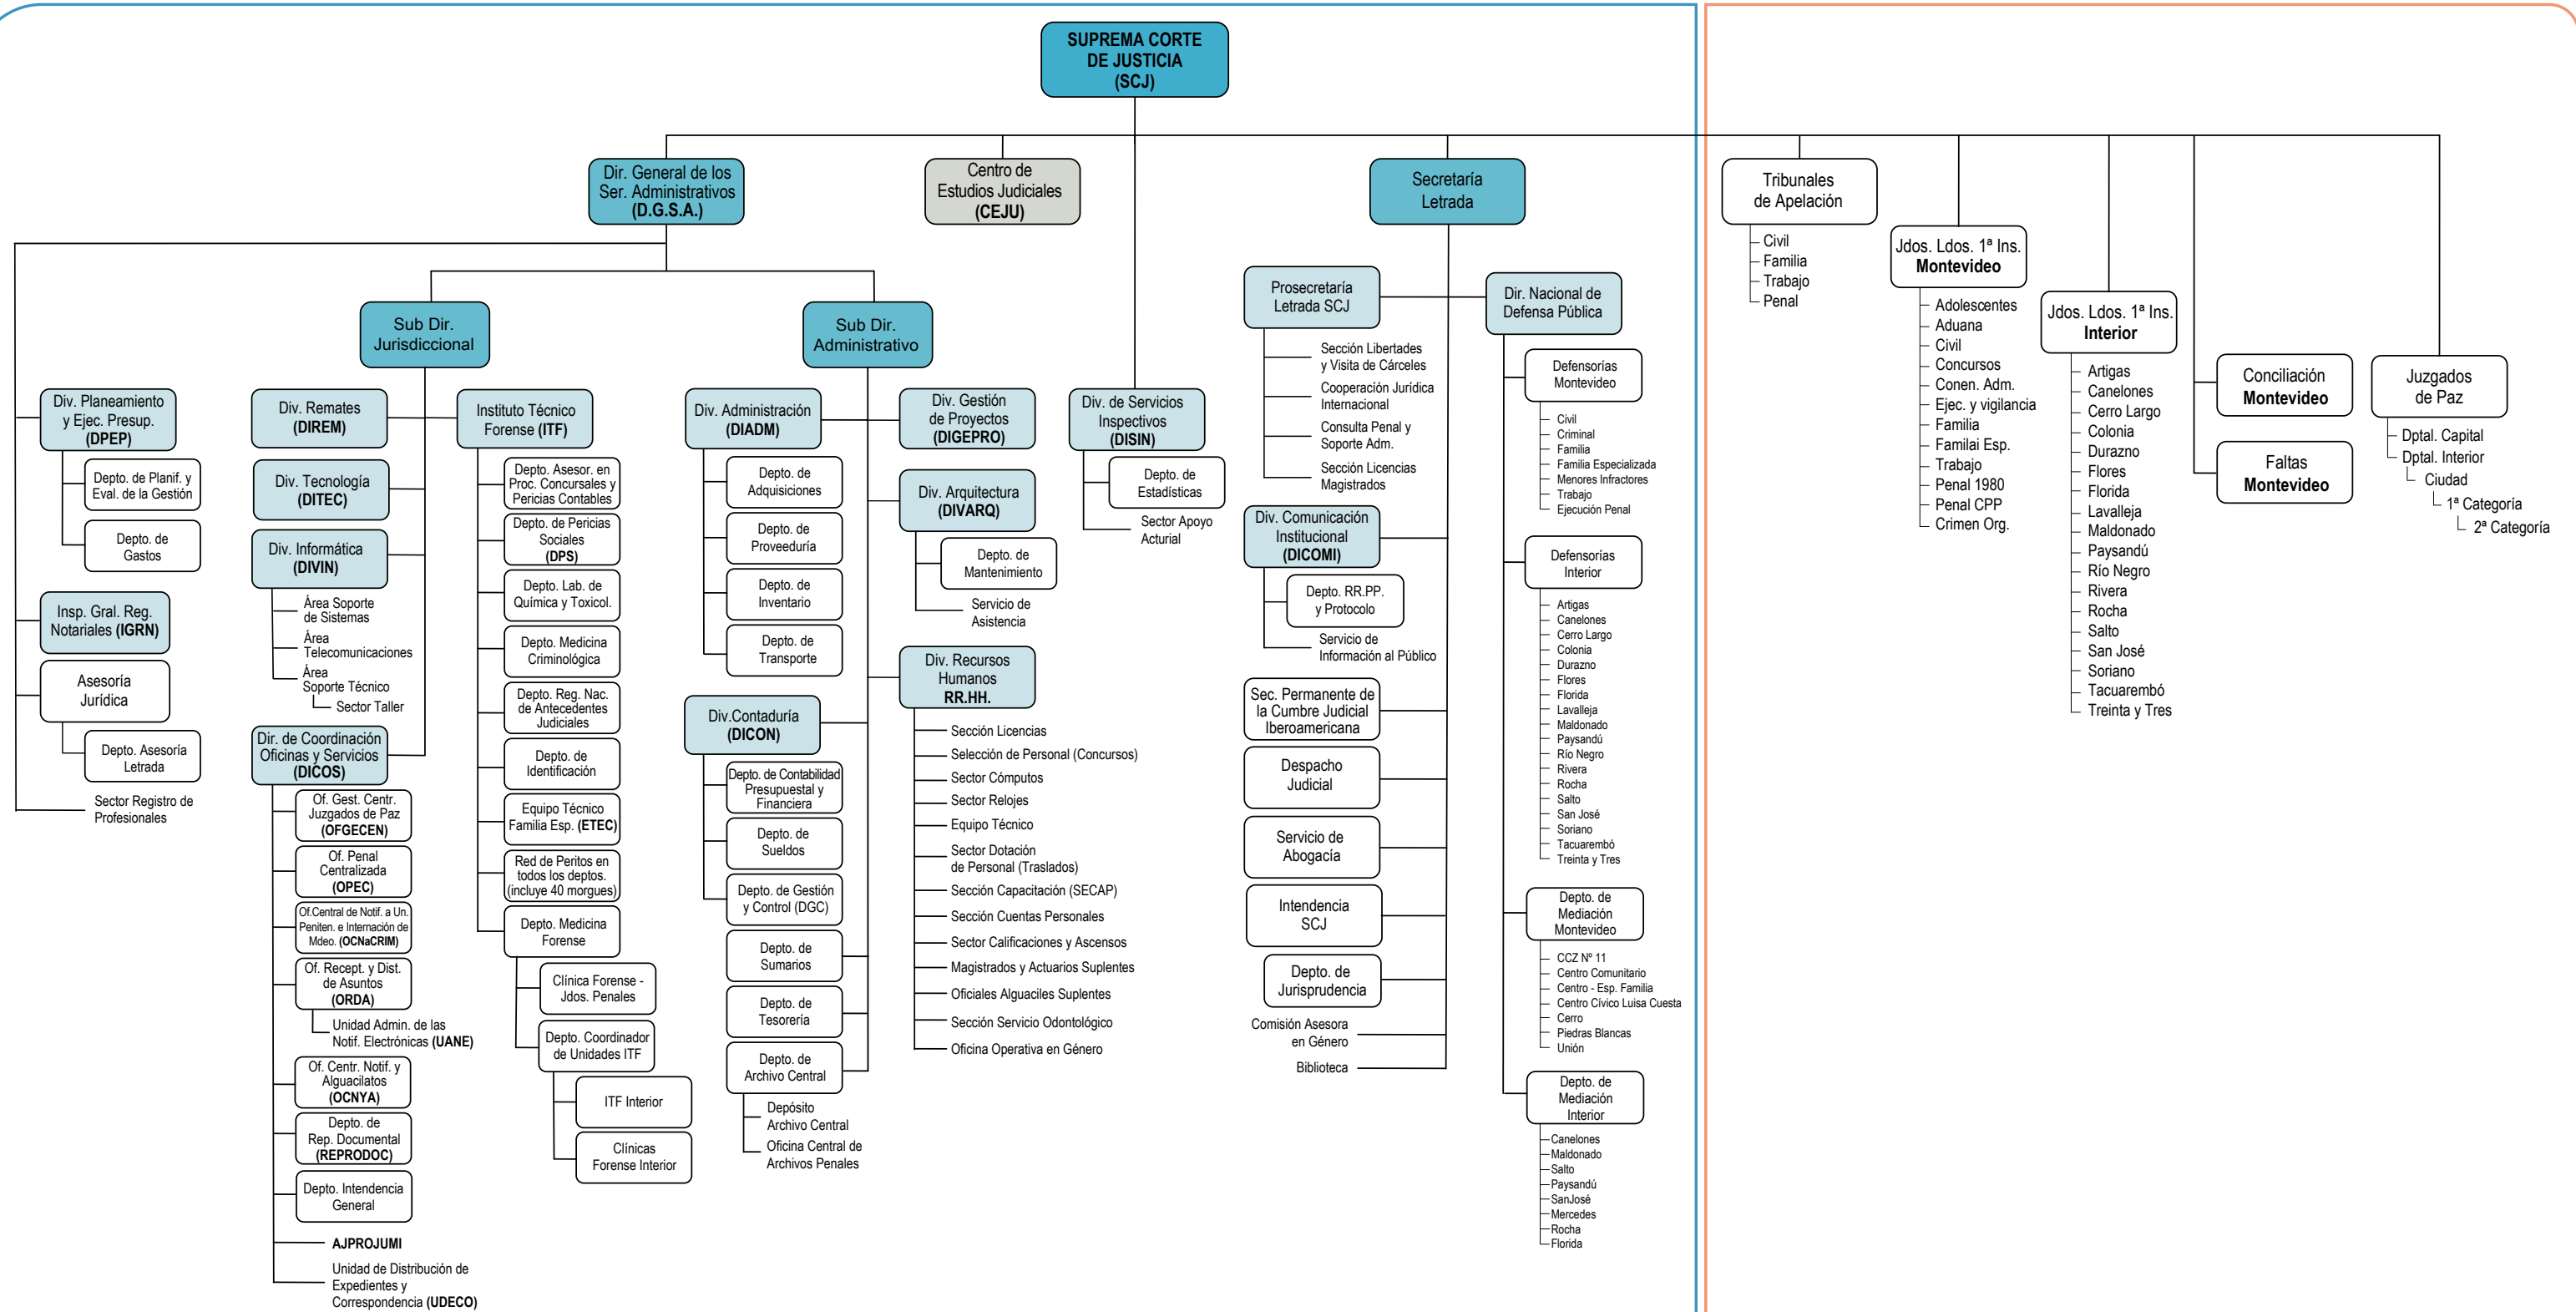 SUPREMA CORTE
DE JUSTICIA
(SCJ)
Dir. General de los
Ser. Administrativos
(D.G.S.A.)
Centro de
Estudios Judiciales
(CEJU)
Secretaría
Letrada
Div. Planeamiento
y Ejec. Presup.
(DPEP)
Depto. de Planif. y
Eval. de la Gestión
Depto. de
Gastos
Insp. Gral. Reg.
Notariales (IGRN)
Asesoría
Jurídica
Depto. Asesoría
Letrada
Sector Registro de
Profesionales
Sub Dir.
Jurisdiccional
Div. Remates
(DIREM)
Div. Tecnología
(DITEC)
Div. Informática
(DIVIN)
Área Soporte
de Sistemas
Área
Telecomunicaciones
Área
Soporte Técnico
Sector Taller
Dir. de Coordinación
Oficinas y Servicios
(DICOS)
Of. Gest. Centr.
Juzgados de Paz
(OFGECEN)
Of. Penal
Centralizada
(OPEC)
Of.Central de Notif. a Un.
Peniten. e Internación de
Mdeo. (OCNaCRIM)
Of. Recept. y Dist.
de Asuntos
(ORDA)
Unidad Admin. de las
Notif. Electrónicas (UANE)
Of. Centr. Notif. y
Alguacilatos
(OCNYA)
Depto. de
Rep. Documental
(REPRODOC)
Depto. Intendencia
General
AJPROJUMI
Unidad de Distribución de
Expedientes y
Correspondencia (UDECO)
Instituto Técnico
Forense (ITF)
Depto. Asesor. en
Proc. Concursales y
Pericias Contables
Depto. de Pericias
Sociales
(DPS)
Depto. Lab. de
Química y Toxicol.
Depto. Medicina
Criminológica
Depto. Reg. Nac.
de Antecedentes
Judiciales
Depto. de
Identificación
Equipo Técnico
Familia Esp. (ETEC)
Red de Peritos en
todos los deptos.
(incluye 40 morgues)
Depto. Medicina
Forense
Clínica Forense -
Jdos. Penales
Depto. Coordinador
de Unidades ITF
ITF Interior
Clínicas
Forense Interior
Sub Dir.
Administrativo
Div. Administración
(DIADM)
Depto. de
Adquisiciones
Depto. de
Proveeduría
Depto. de
Inventario
Depto. de
Transporte
Div.Contaduría
(DICON)
Depto. de Contabilidad
Presupuestal y
Financiera
Depto. de
Sueldos
Depto. de Gestión
y Control (DGC)
Depto. de
Sumarios
Depto. de
Tesorería
Depto. de
Archivo Central
Depósito
Archivo Central
Oficina Central de
Archivos Penales
Div. Gestión
de Proyectos
(DIGEPRO)
Div. Arquitectura
(DIVARQ)
Depto. de
Mantenimiento
Servicio de
Asistencia
Div. Recursos
Humanos
RR.HH.
Sección Licencias
Selección de Personal (Concursos)
Sector Cómputos
Sector Relojes
Equipo Técnico
Sector Dotación
de Personal (Traslados)
Sección Capacitación (SECAP)
Sección Cuentas Personales
Sector Calificaciones y Ascensos
Magistrados y Actuarios Suplentes
Oficiales Alguaciles Suplentes
Sección Servicio Odontológico
Oficina Operativa en Género
Div. de Servicios
Inspectivos
(DISIN)
Depto. de
Estadísticas
Sector Apoyo
Acturial
Prosecretaría
Letrada SCJ
Sección Libertades
y Visita de Cárceles
Cooperación Jurídica
Internacional
Consulta Penal y
Soporte Adm.
Sección Licencias
Magistrados
Div. Comunicación
Institucional
(DICOMI)
Depto. RR.PP.
y Protocolo
Servicio de
Información al Público
Sec. Permanente de
la Cumbre Judicial
Iberoamericana
Despacho
Judicial
Servicio de
Abogacía
Intendencia
SCJ
Depto. de
Jurisprudencia
Comisión Asesora
en Género
Biblioteca
Dir. Nacional de
Defensa Pública
Defensorías
Montevideo
Civil
Criminal
Familia
Familia Especializada
Menores Infractores
Trabajo
Ejecución Penal
Defensorías
Interior
Artigas
Canelones
Cerro Largo
Colonia
Durazno
Flores
Florida
Lavalleja
Maldonado
Paysandú
Río Negro
Rivera
Rocha
Salto
San José
Soriano
Tacuarembó
Treinta y Tres
Depto. de
Mediación
Montevideo
CCZ Nº 11
Centro Comunitario
Centro - Esp. Familia
Centro Cívico Luisa Cuesta
Cerro
Piedras Blancas
Unión
Depto. de
Mediación
Interior
Canelones
Maldonado
Salto
Paysandú
SanJosé
Mercedes
Rocha
Florida
Tribunales
de Apelación
Civil
Familia
Trabajo
Penal
Jdos. Ldos. 1ª Ins.
Montevideo
Adolescentes
Aduana
Civil
Concursos
Conen. Adm.
Ejec. y vigilancia
Familia
Familai Esp.
Trabajo
Penal 1980
Penal CPP
Crimen Org.
Jdos. Ldos. 1ª Ins.
Interior
Artigas
Canelones
Cerro Largo
Colonia
Durazno
Flores
Florida
Lavalleja
Maldonado
Paysandú
Río Negro
Rivera
Rocha
Salto
San José
Soriano
Tacuarembó
Treinta y Tres
Conciliación
Montevideo
Faltas
Montevideo
Juzgados
de Paz
Dptal. Capital
Dptal. Interior
Ciudad
1ª Categoría
2ª Categoría